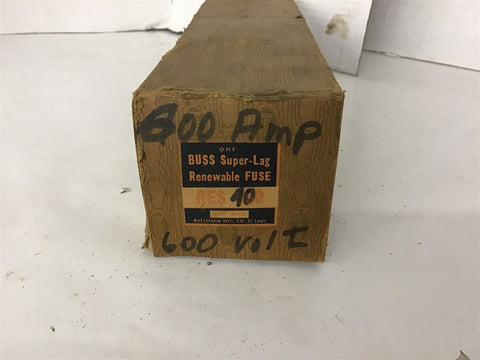 600 Amp
ONE
BUSS Super-Lag
Renewable FUSE
RES 40
BUSSMANN MFG. CO. St Louis
600 volt